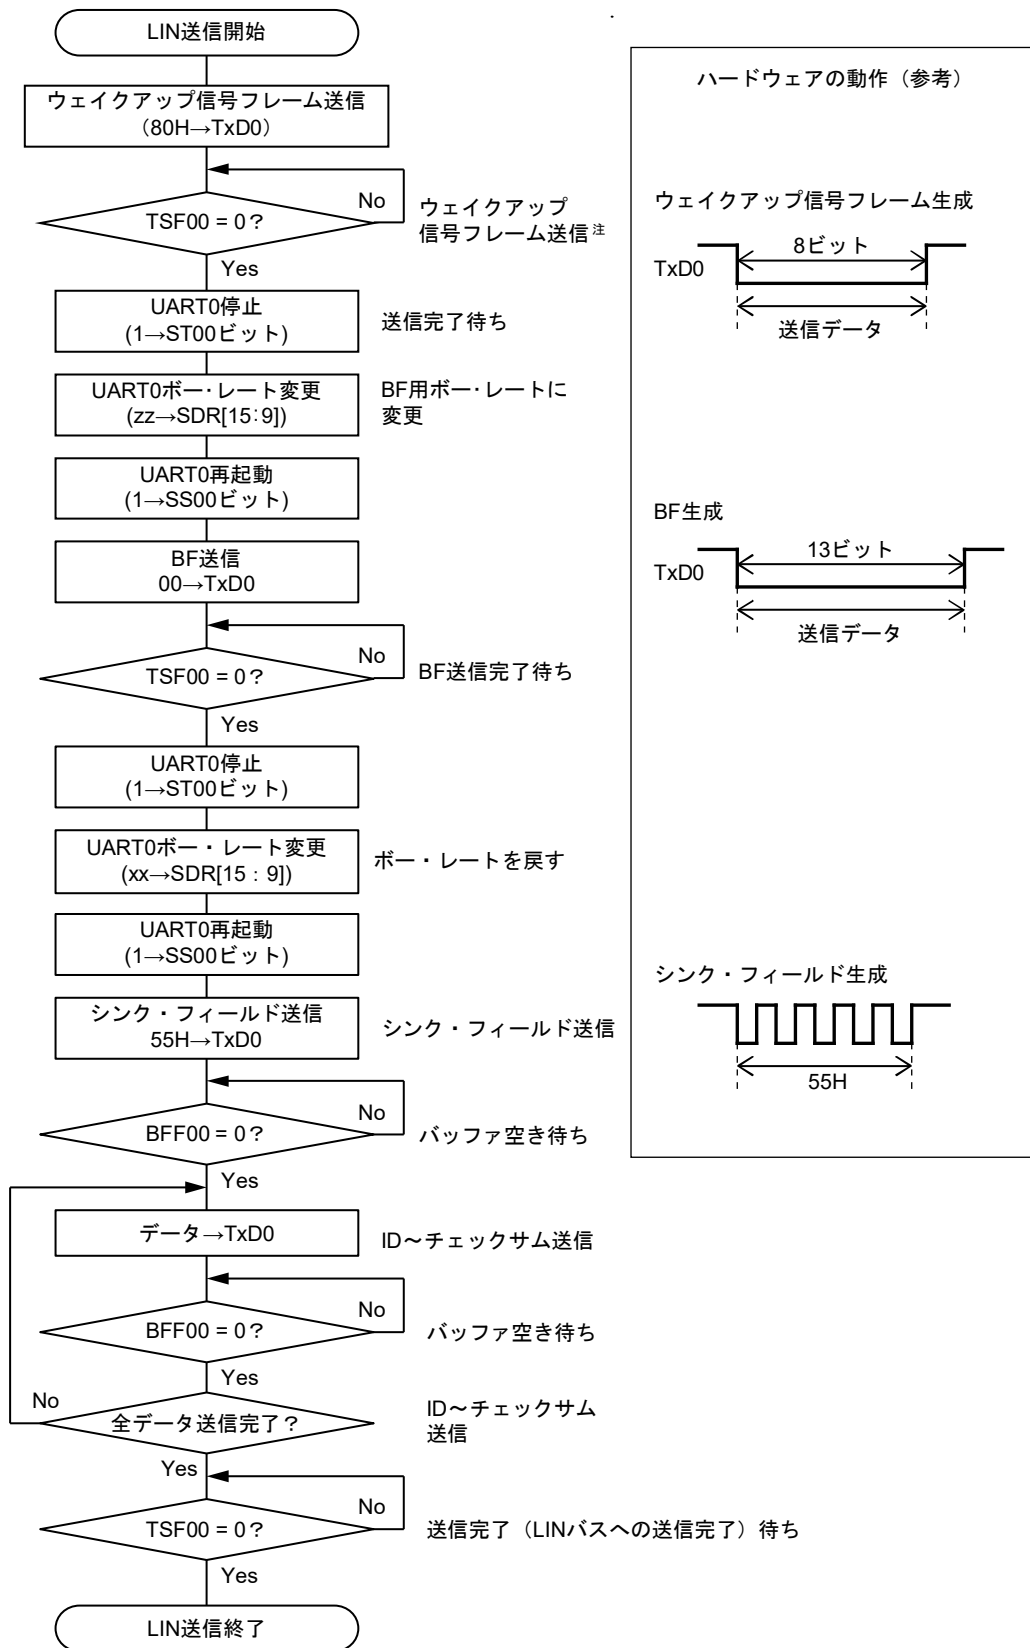 LIN送信開始
ウェイクアップ信号フレーム送信
（80H→TxD0）
No
TSF00 = 0？
ウェイクアップ
信号フレーム送信注
Yes
UART0停止
(1→ST00ビット)
送信完了待ち
UART0ボー・レート変更
(zz→SDR[15:9])
BF用ボー・レートに
変更
UART0再起動
(1→SS00ビット)
BF送信
00→TxD0
No
TSF00 = 0？
BF送信完了待ち
Yes
UART0停止
(1→ST00ビット)
UART0ボー・レート変更
(xx→SDR[15：9])
ボー・レートを戻す
UART0再起動
(1→SS00ビット)
シンク・フィールド送信
55H→TxD0
シンク・フィールド送信
No
BFF00 = 0？
バッファ空き待ち
Yes
データ→TxD0
ID～チェックサム送信
No
BFF00 = 0？
バッファ空き待ち
Yes
No
全データ送信完了？
ID～チェックサム
送信
Yes
No
TSF00 = 0？
送信完了（LINバスへの送信完了）待ち
Yes
LIN送信終了
ハードウェアの動作（参考）
ウェイクアップ信号フレーム生成
8ビット
TxD0
送信データ
BF生成
13ビット
TxD0
送信データ
シンク・フィールド生成
55H